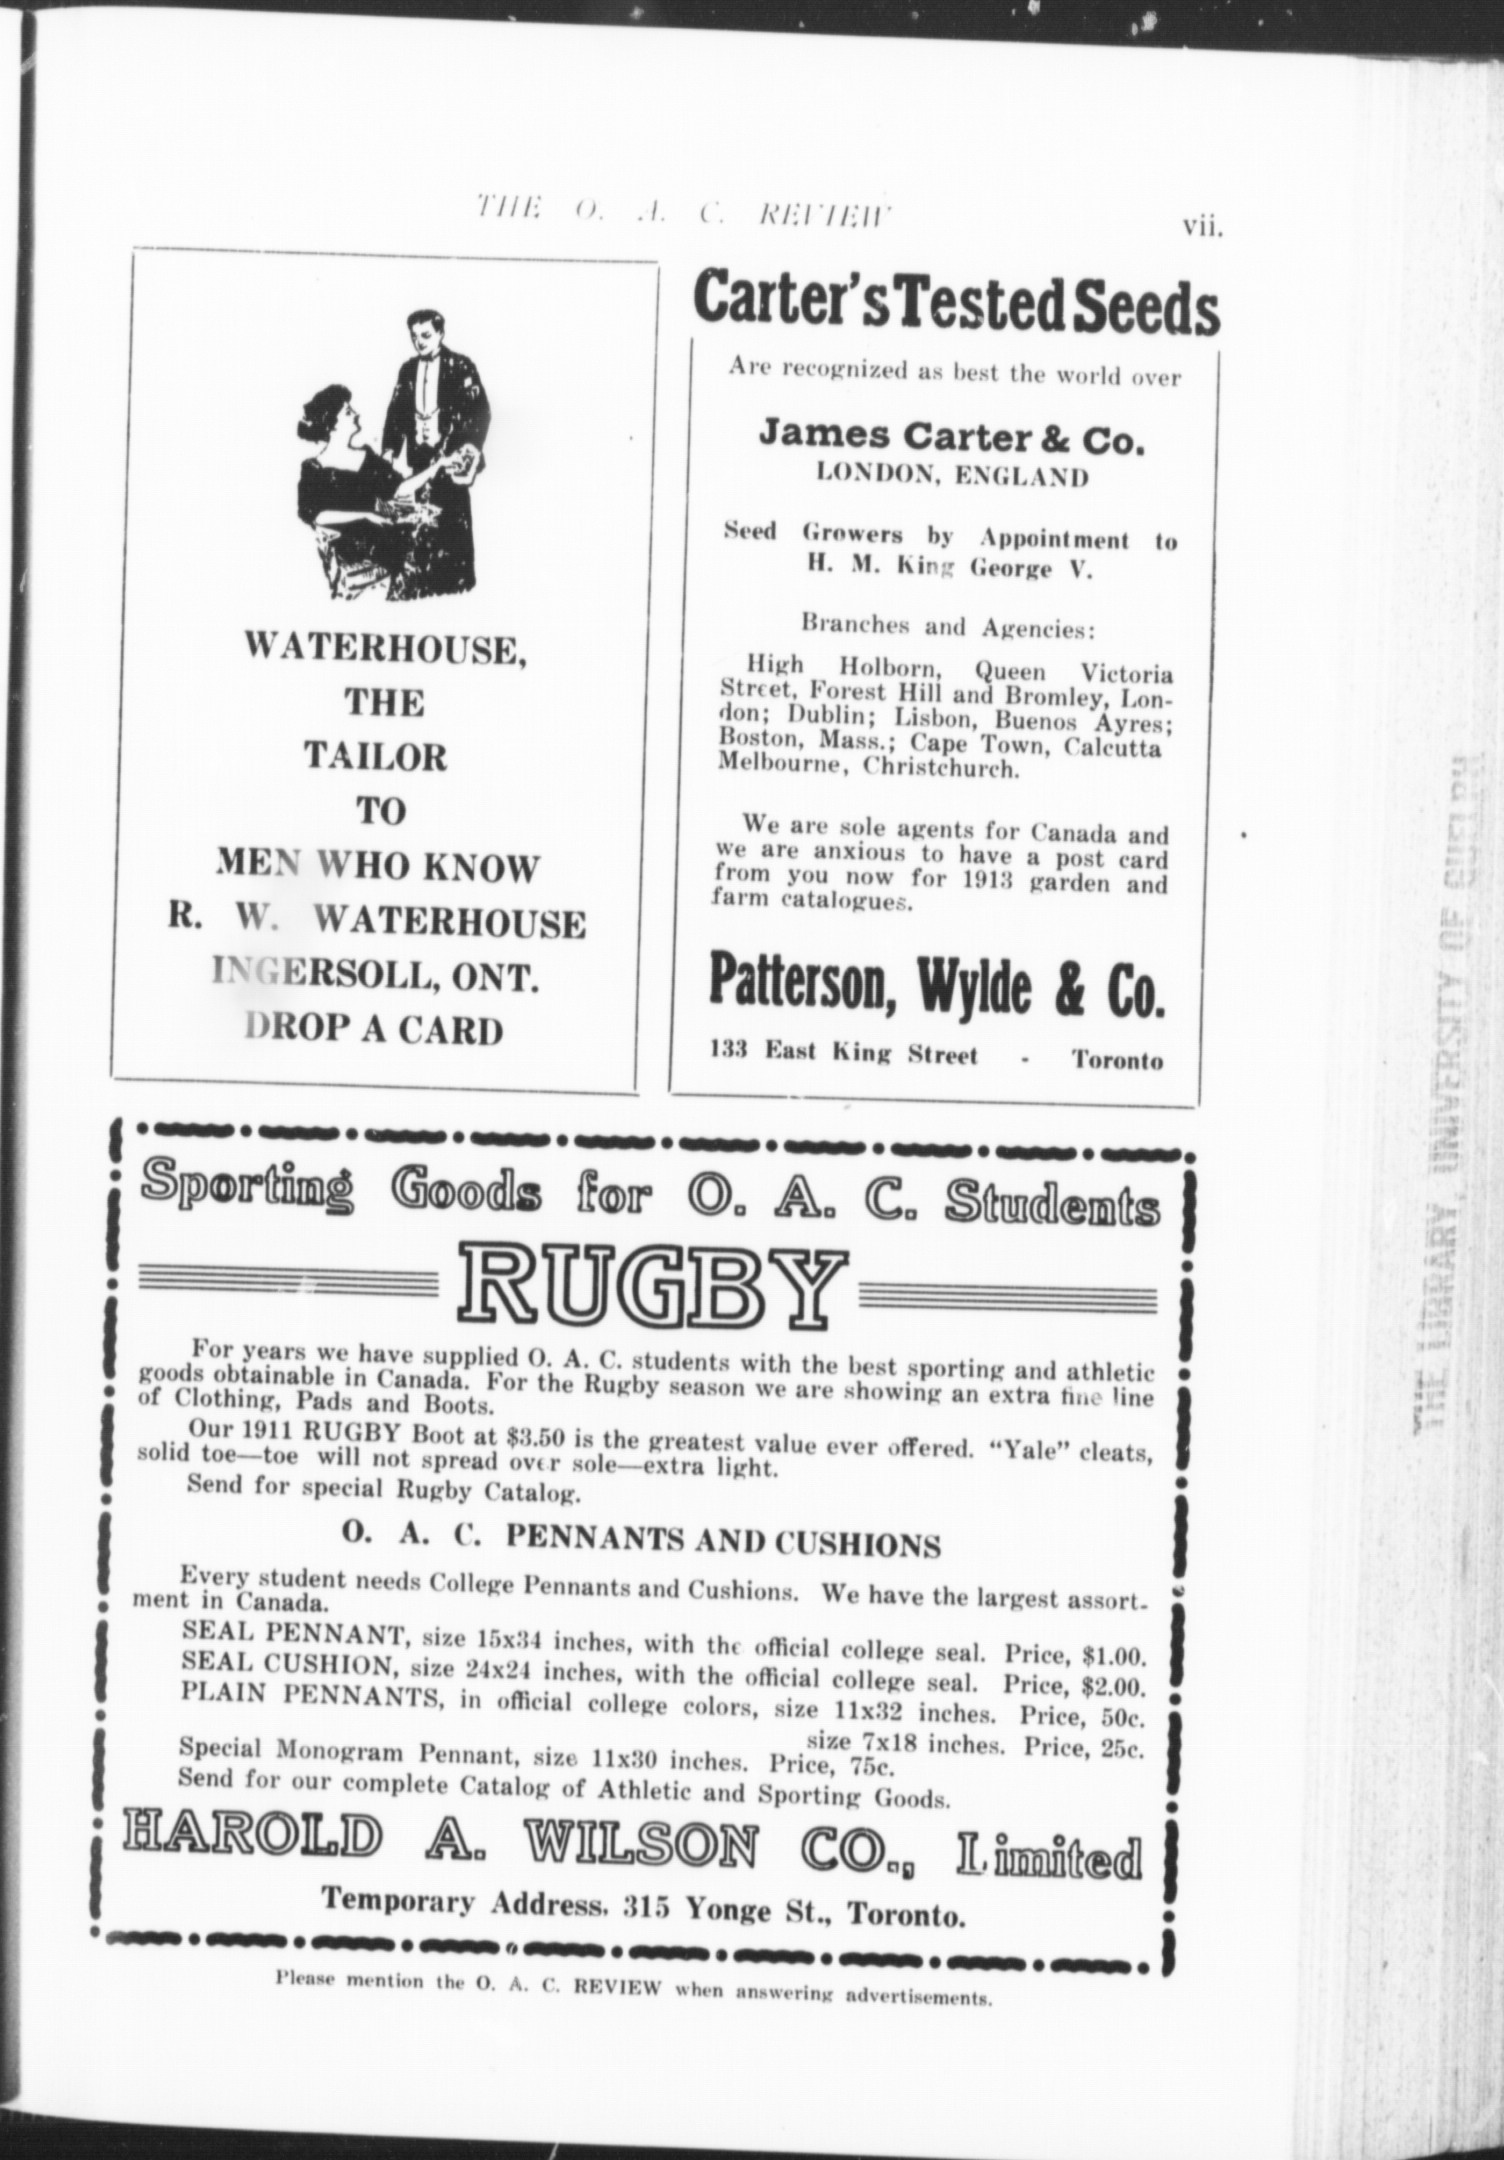 THE O. A. C. REVIEW vii.
WATERHOUSE,
THE
TAILOR
TO
MEN WHO KNOW
R. W. WATERHOUSE
INGERSOLL, ONT.
DROP A CARD
Carter's Tested Seeds
Are recognized as best the world over
James Carter & Co.
LONDON, ENGLAND
Seed Growers by Appointment to
H. M. King George V.
Branches and Agencies:
High Holborn, Queen Victoria
Street, Forest Hill and Bromley, Lon-
don; Dublin; Lisbon, Buenos Ayres;
Boston, Mass.; Cape Town, Calcutta
Melbourne, Christchurch.
We are sole agents for Canada and
we are anxious to have a post card
from you now for 1913 garden and
farm catalogues.
Patterson, Wylde & Co.
133 East King Street - Toronto
Sporting Goods for O. A. C. Students
RUGBY
For years we have supplied O. A. C. students with the best sporting and athletic
goods obtainable in Canada. For the Rugby season we are showing an extra fine line
of Clothing, Pads and Boots.
Our 1911 RUGBY Boot at $3.50 is the greatest value ever offered. "Yale" cleats,
solid toe—toe will not spread over sole—extra light.
Send for special Rugby Catalog.
O. A. C. PENNANTS AND CUSHIONS
Every student needs College Pennants and Cushions. We have the largest assort-
ment in Canada.
SEAL PENNANT, size 15x34 inches, with the official college seal. Price, $1.00.
SEAL CUSHION, size 24x24 inches, with the official college seal. Price, $2.00.
PLAIN PENNANTS, in official college colors, size 11x32 inches. Price, 50c.
size 7x18 inches. Price, 25c.
Special Monogram Pennant, size 11x30 inches. Price, 75c.
Send for our complete Catalog of Athletic and Sporting Goods.
HAROLD A. WILSON CO., Limited
Temporary Address. 315 Yonge St., Toronto.
Please mention the O. A. C. REVIEW when answering advertisements.
THE LIBRARY, UNIVERSITY OF GUELPH